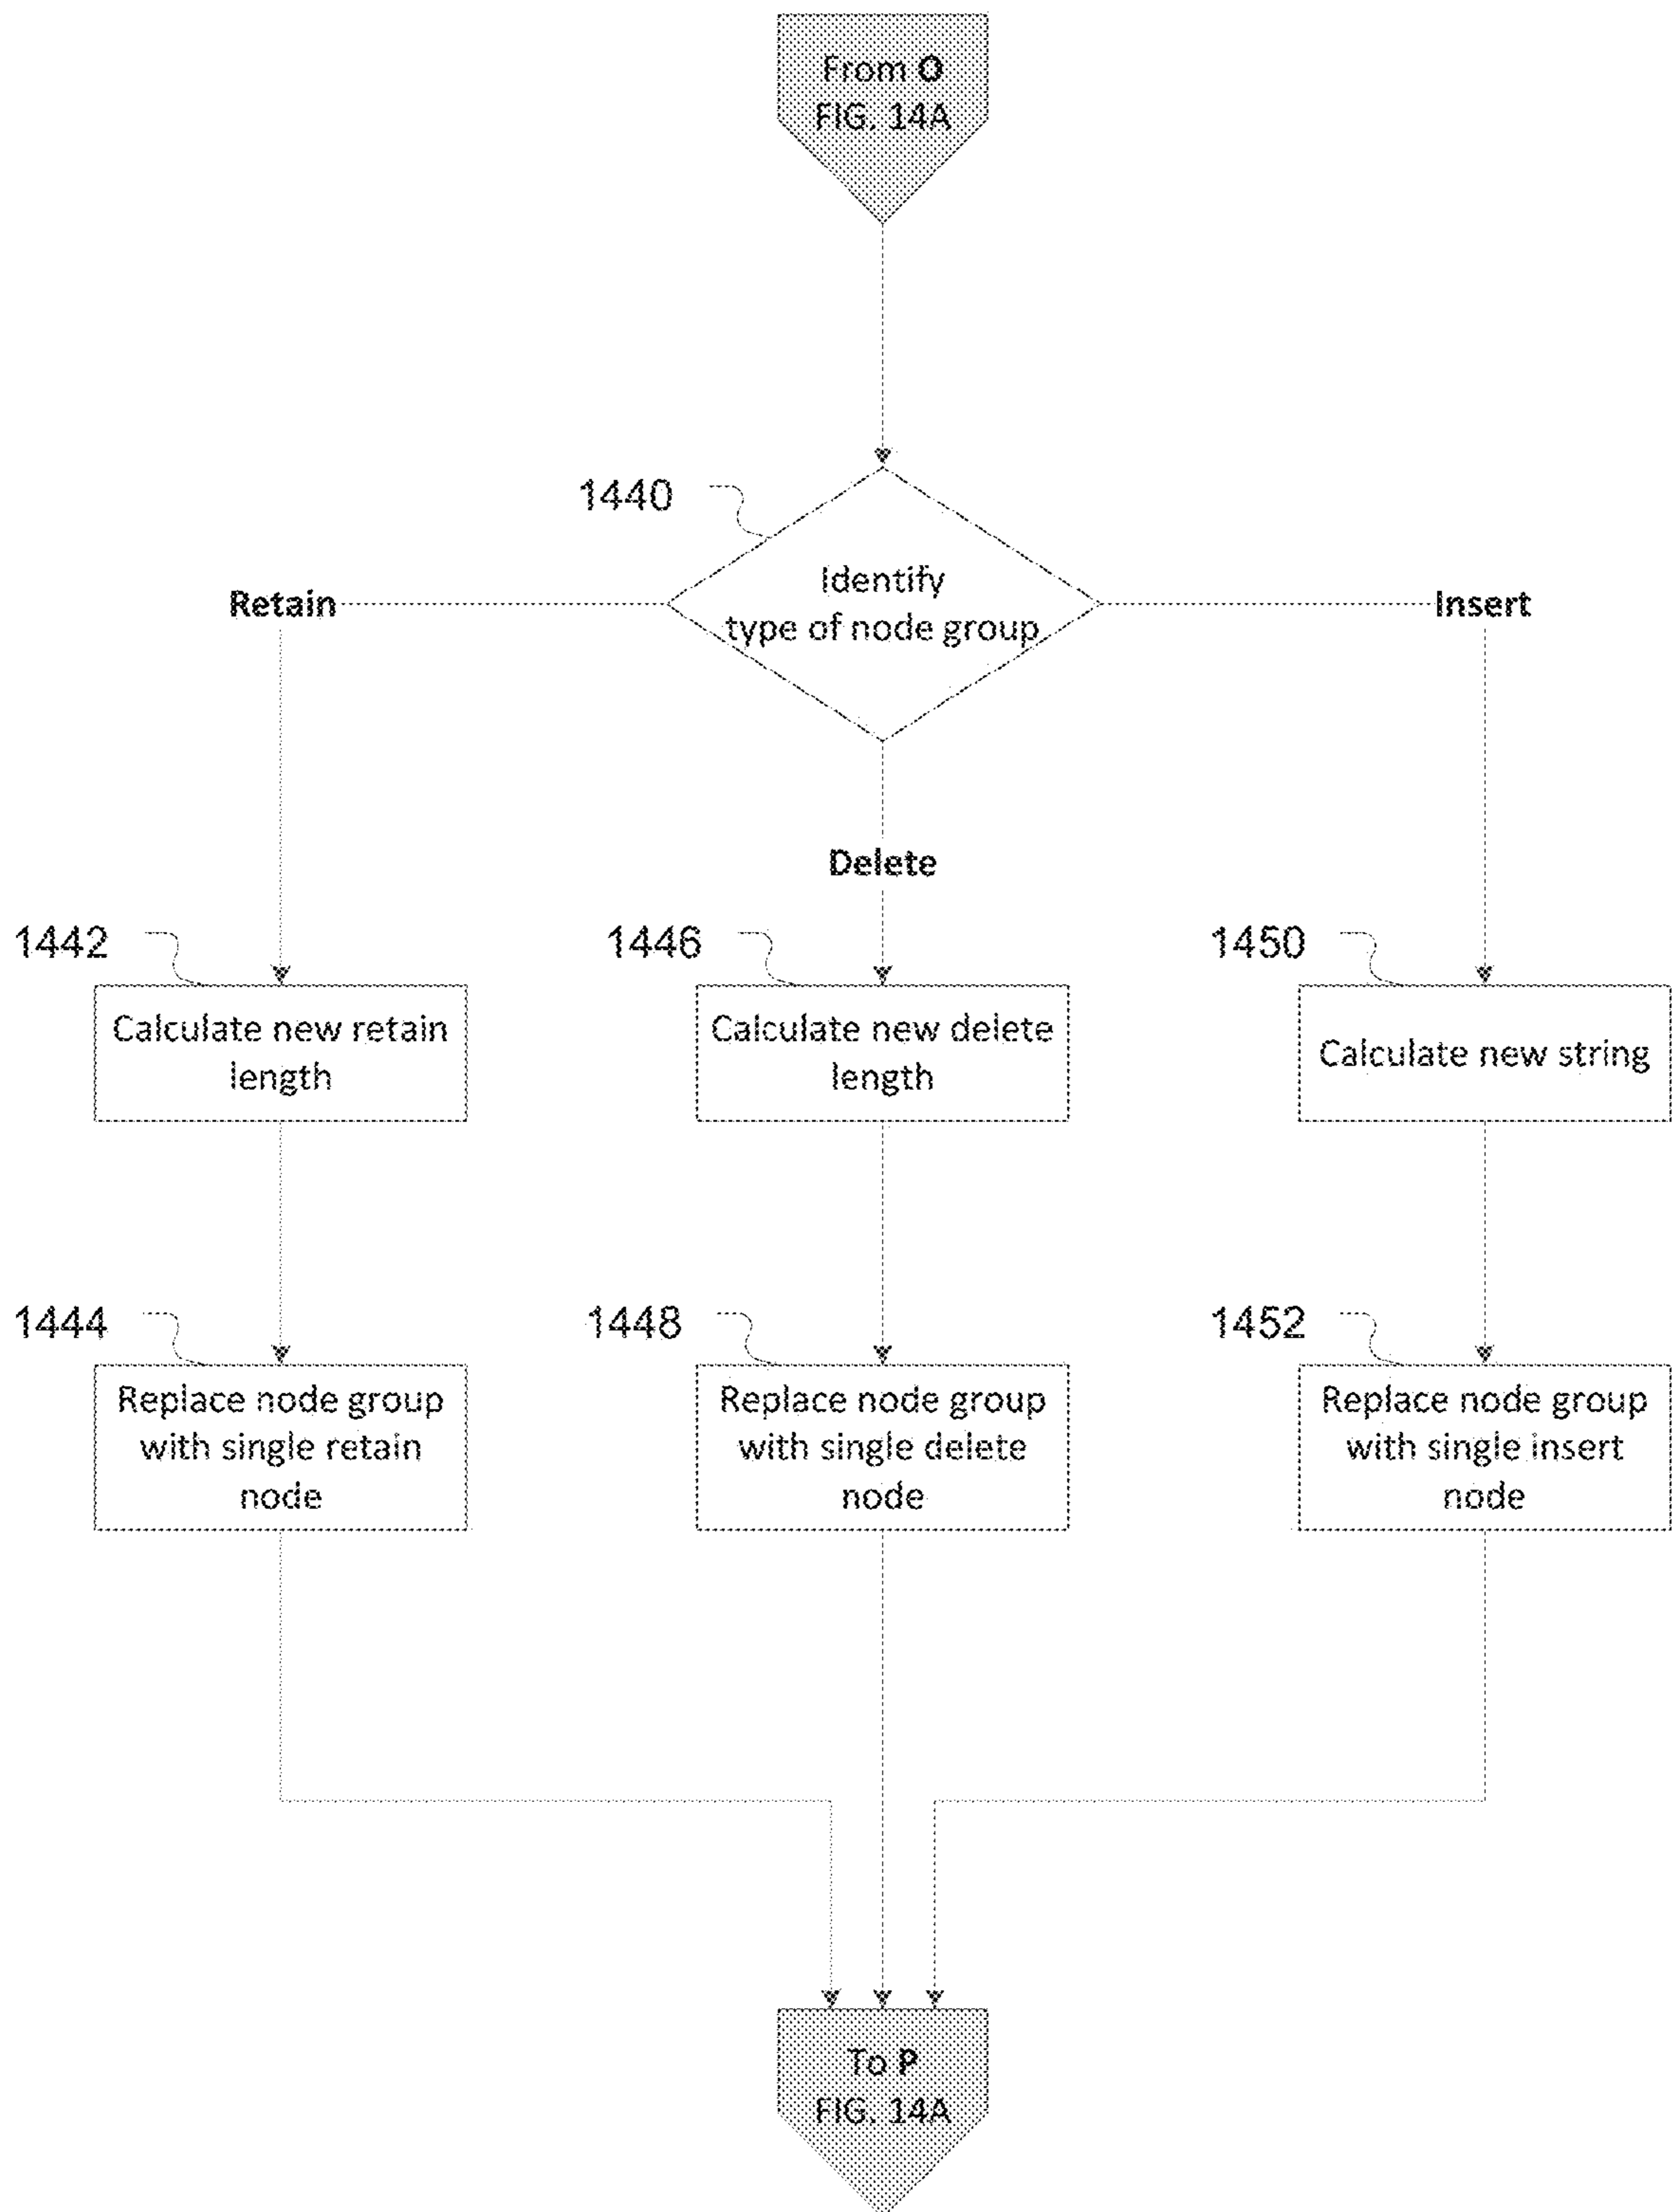 From O
FIG. 14A
1440
Identify
type of node group
Retain
Insert
Delete
1442
Calculate new retain
length
1446
Calculate new delete
length
1450
Calculate new string
1444
Replace node group
with single retain
node
1448
Replace node group
with single delete
node
1452
Replace node group
with single insert
node
To P
FIG. 14A